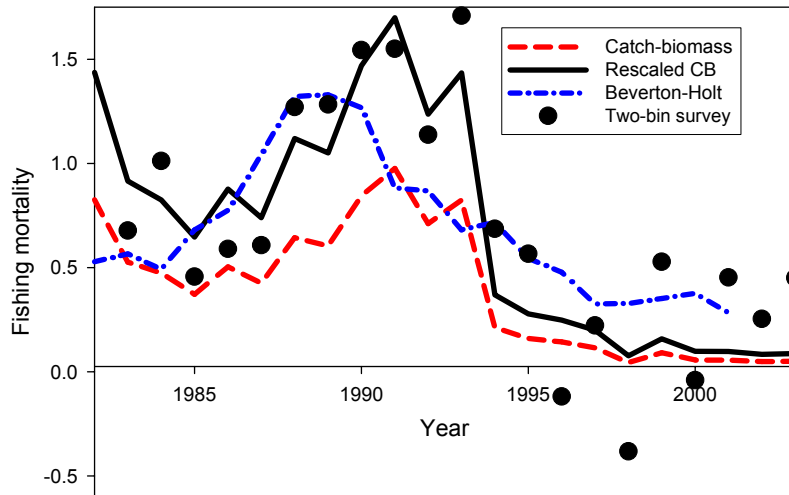 1.5
1.0
0.5
0.0
-0.5
Fishing mortality
Catch-biomass
Rescaled CB
Beverton-Holt
Two-bin survey
1985 1990 1995 2000
Year